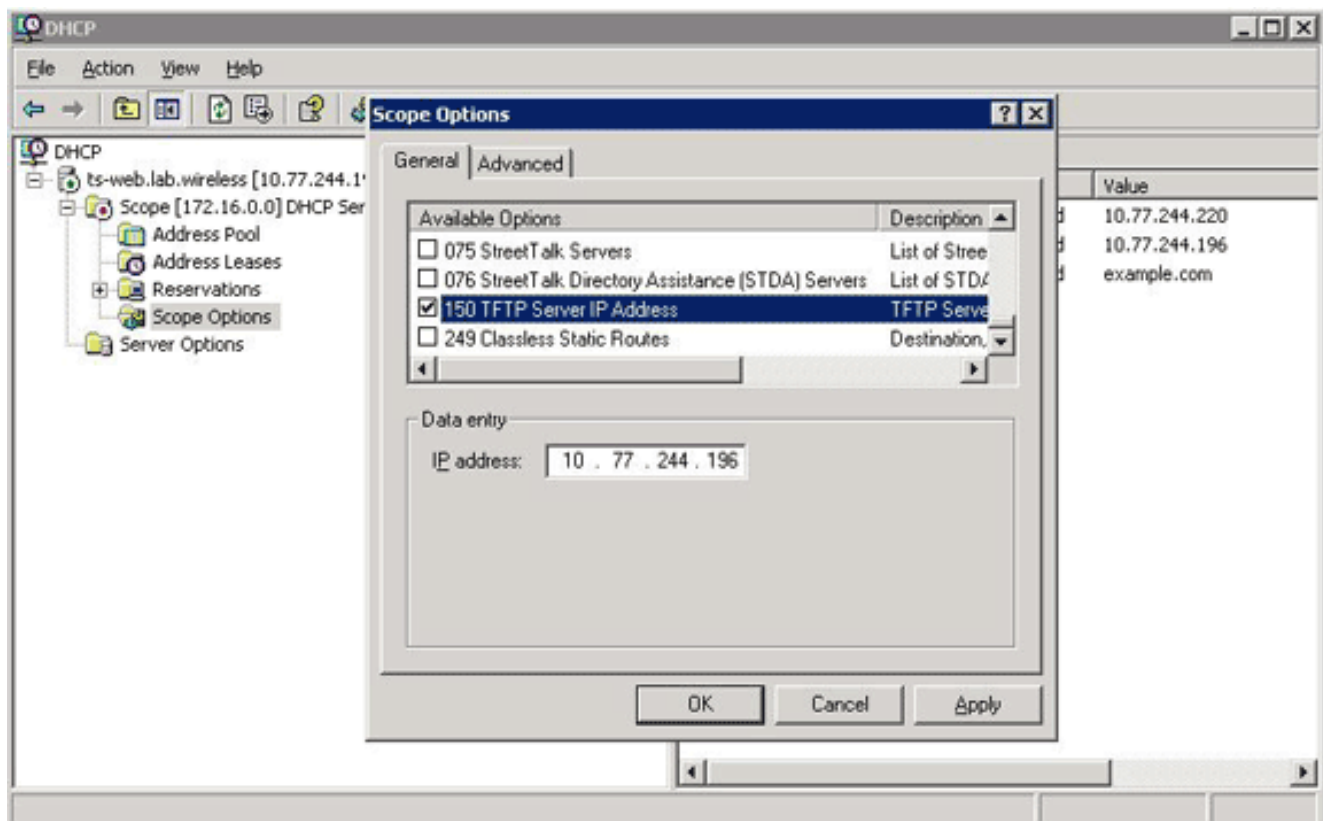 DHCP
File Action View Help
Scope Options
DHCP
ts-web.lab.wireless [10.77.244.1
Scope [172.16.0.0] DHCP Ser
Address Pool
Address Leases
Reservations
Scope Options
Server Options
General Advanced
Available Options Description
075 StreetTalk Servers List of Stree
076 StreetTalk Directory Assistance (STDA) Servers List of STDA
150 TFTP Server IP Address TFTP Serve
249 Classless Static Routes Destination,
Data entry
IP address: 10 . 77 . 244 . 196
OK Cancel Apply
Value
d 10.77.244.220
d 10.77.244.196
d example.com